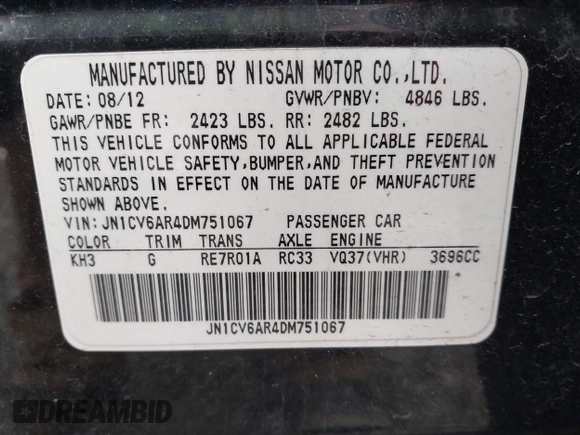 MANUFACTURED BY NISSAN MOTOR CO.,LTD.
DATE: 08/12 GVWR/PNBV: 4846 LBS.
GAWR/PNBE FR: 2423 LBS. RR: 2482 LBS.
THIS VEHICLE CONFORMS TO ALL APPLICABLE FEDERAL
MOTOR VEHICLE SAFETY,BUMPER,AND THEFT PREVENTION
STANDARDS IN EFFECT ON THE DATE OF MANUFACTURE
SHOWN ABOVE.
VIN: JN1CV6AR4DM751067 PASSENGER CAR
COLOR TRIM TRANS AXLE ENGINE
KH3 G RE7R01A RC33 VQ37(VHR) 3696CC
JN1CV6AR4DM751067
DREAMBID